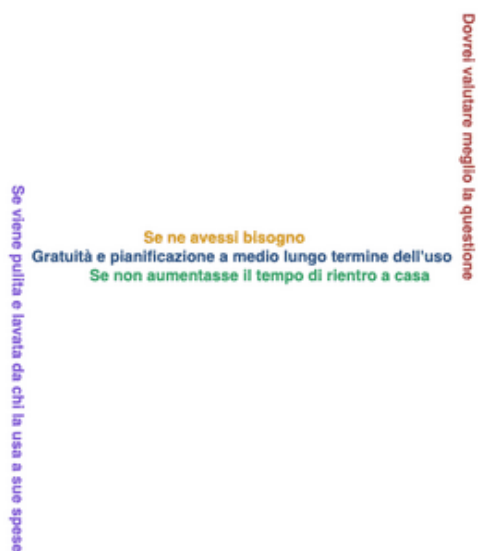 Dovrei valutare meglio la questione
Se viene pulita e lavata da chi la usa a sue spese
Se ne avessi bisogno
Gratuità e pianificazione a medio lungo termine dell'uso
Se non aumentasse il tempo di rientro a casa